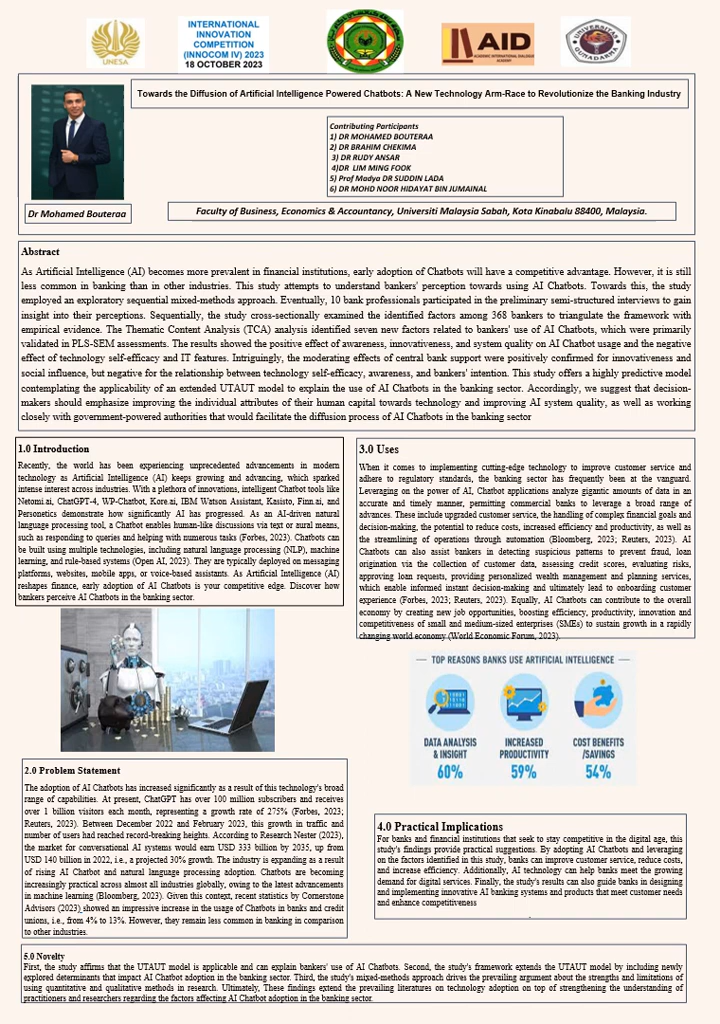 UNESA
INTERNATIONAL
INNOVATION
COMPETITION
(INNOCOM IV) 2023
18 OCTOBER 2023
AID
ACADEMIC INTERNATIONAL DIALOGUE
ACADEMY
UNIVERSITAS
GUNADARMA
Towards the Diffusion of Artificial Intelligence Powered Chatbots: A New Technology Arm-Race to Revolutionize the Banking Industry
Contributing Participants
1) DR MOHAMED BOUTERAA
2) DR BRAHIM CHEKIMA
3) DR RUDY ANSAR
4)DR LIM MING FOOK
5) Prof Madya DR SUDDIN LADA
6) DR MOHD NOOR HIDAYAT BIN JUMAINAL
Dr Mohamed Bouteraa
Faculty of Business, Economics & Accountancy, Universiti Malaysia Sabah, Kota Kinabalu 88400, Malaysia.
Abstract
As Artificial Intelligence (AI) becomes more prevalent in financial institutions, early adoption of Chatbots will have a competitive advantage. However, it is still
less common in banking than in other industries. This study attempts to understand bankers' perception towards using AI Chatbots. Towards this, the study
employed an exploratory sequential mixed-methods approach. Eventually, 10 bank professionals participated in the preliminary semi-structured interviews to gain
insight into their perceptions. Sequentially, the study cross-sectionally examined the identified factors among 368 bankers to triangulate the framework with
empirical evidence. The Thematic Content Analysis (TCA) analysis identified seven new factors related to bankers' use of AI Chatbots, which were primarily
validated in PLS-SEM assessments. The results showed the positive effect of awareness, innovativeness, and system quality on AI Chatbot usage and the negative
effect of technology self-efficacy and IT features. Intriguingly, the moderating effects of central bank support were positively confirmed for innovativeness and
social influence, but negative for the relationship between technology self-efficacy, awareness, and bankers' intention. This study offers a highly predictive model
contemplating the applicability of an extended UTAUT model to explain the use of AI Chatbots in the banking sector. Accordingly, we suggest that decision-
makers should emphasize improving the individual attributes of their human capital towards technology and improving AI system quality, as well as working
closely with government-powered authorities that would facilitate the diffusion process of AI Chatbots in the banking sector
1.0 Introduction
Recently, the world has been experiencing unprecedented advancements in modern
technology as Artificial Intelligence (AI) keeps growing and advancing, which sparked
intense interest across industries. With a plethora of innovations, intelligent Chatbot tools like
Netomi.ai, ChatGPT-4, WP-Chatbot, Kore.ai, IBM Watson Assistant, Kasisto, Finn.ai, and
Personetics demonstrate how significantly AI has progressed. As an AI-driven natural
language processing tool, a Chatbot enables human-like discussions via text or aural means,
such as responding to queries and helping with numerous tasks (Forbes, 2023). Chatbots can
be built using multiple technologies, including natural language processing (NLP), machine
learning, and rule-based systems (Open AI, 2023). They are typically deployed on messaging
platforms, websites, mobile apps, or voice-based assistants. As Artificial Intelligence (AI)
reshapes finance, early adoption of AI Chatbots is your competitive edge. Discover how
bankers perceive AI Chatbots in the banking sector.
2.0 Problem Statement
The adoption of AI Chatbots has increased significantly as a result of this technology's broad
range of capabilities. At present, ChatGPT has over 100 million subscribers and receives
over 1 billion visitors each month, representing a growth rate of 275% (Forbes, 2023;
Reuters, 2023). Between December 2022 and February 2023, this growth in traffic and
number of users had reached record-breaking heights. According to Research Nester (2023),
the market for conversational AI systems would earn USD 333 billion by 2035, up from
USD 140 billion in 2022, i.e., a projected 30% growth. The industry is expanding as a result
of rising AI Chatbot and natural language processing adoption. Chatbots are becoming
increasingly practical across almost all industries globally, owing to the latest advancements
in machine learning (Bloomberg, 2023). Given this context, recent statistics by Cornerstone
Advisors (2023) showed an impressive increase in the usage of Chatbots in banks and credit
unions, i.e., from 4% to 13%. However, they remain less common in banking in comparison
to other industries.
3.0 Uses
When it comes to implementing cutting-edge technology to improve customer service and
adhere to regulatory standards, the banking sector has frequently been at the vanguard.
Leveraging on the power of AI, Chatbot applications analyze gigantic amounts of data in an
accurate and timely manner, permitting commercial banks to leverage a broad range of
advances. These include upgraded customer service, the handling of complex financial goals and
decision-making, the potential to reduce costs, increased efficiency and productivity, as well as
the streamlining of operations through automation (Bloomberg, 2023; Reuters, 2023). AI
Chatbots can also assist bankers in detecting suspicious patterns to prevent fraud, loan
origination via the collection of customer data, assessing credit scores, evaluating risks,
approving loan requests, providing personalized wealth management and planning services,
which enable informed instant decision-making and ultimately lead to onboarding customer
experience (Forbes, 2023; Reuters, 2023). Equally, AI Chatbots can contribute to the overall
economy by creating new job opportunities, boosting efficiency, productivity, innovation and
competitiveness of small and medium-sized enterprises (SMEs) to sustain growth in a rapidly
changing world economy (World Economic Forum, 2023).
TOP REASONS BANKS USE ARTIFICIAL INTELLIGENCE
DATA ANALYSIS
& INSIGHT
60%
INCREASED
PRODUCTIVITY
59%
COST BENEFITS
/SAVINGS
54%
4.0 Practical Implications
For banks and financial institutions that seek to stay competitive in the digital age, this
study's findings provide practical suggestions. By adopting AI Chatbots and leveraging
on the factors identified in this study, banks can improve customer service, reduce costs,
and increase efficiency. Additionally, AI technology can help banks meet the growing
demand for digital services. Finally, the study's results can also guide banks in designing
and implementing innovative AI banking systems and products that meet customer needs
and enhance competitiveness
.
5.0 Novelty
First, the study affirms that the UTAUT model is applicable and can explain bankers' use of AI Chatbots. Second, the study's framework extends the UTAUT model by including newly
explored determinants that impact AI Chatbot adoption in the banking sector. Third, the study's mixed-methods approach drives the prevailing argument about the strengths and limitations of
using quantitative and qualitative methods in research. Ultimately, These findings extend the prevailing literatures on technology adoption on top of strengthening the understanding of
practitioners and researchers regarding the factors affecting AI Chatbot adoption in the banking sector.